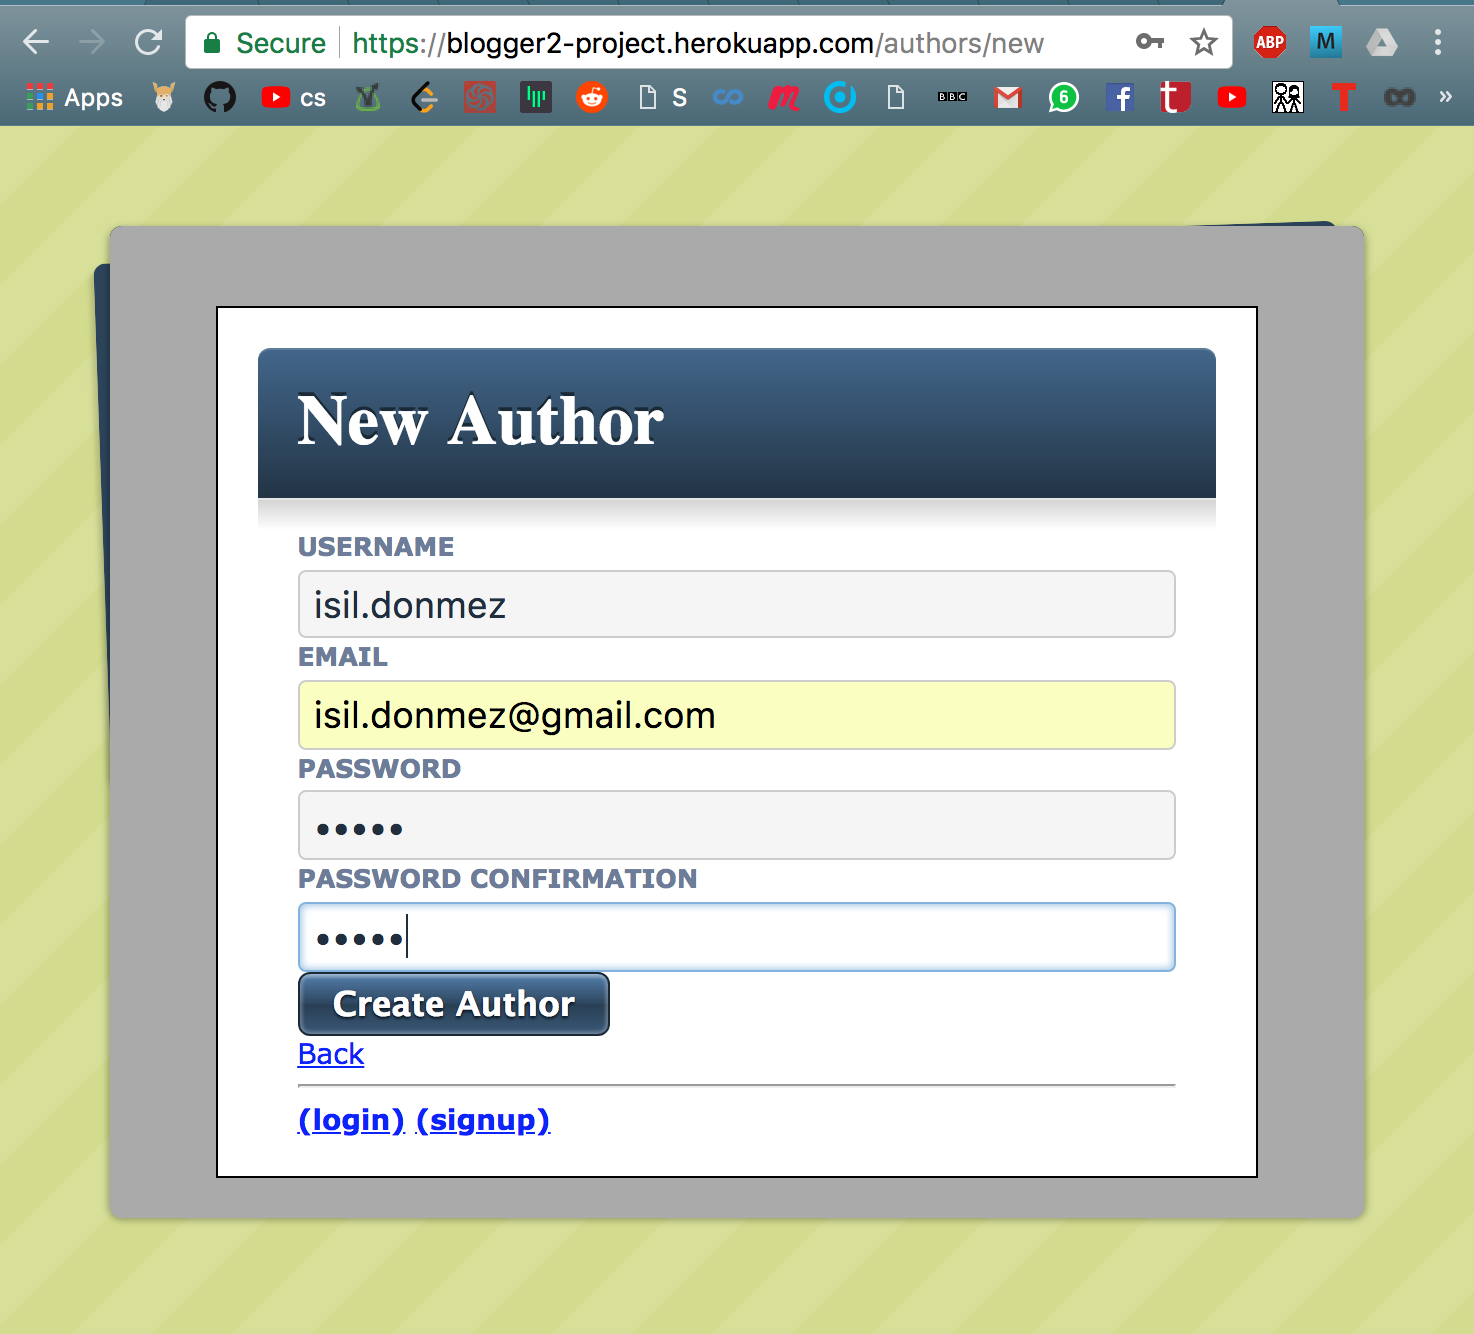 Secure https://blogger2-project.herokuapp.com/authors/new ABP M
Apps cs S BBC 6 f t T »
New Author
USERNAME
isil.donmez
EMAIL
isil.donmez@gmail.com
PASSWORD
•••••
PASSWORD CONFIRMATION
•••••
Create Author
Back
(login) (signup)